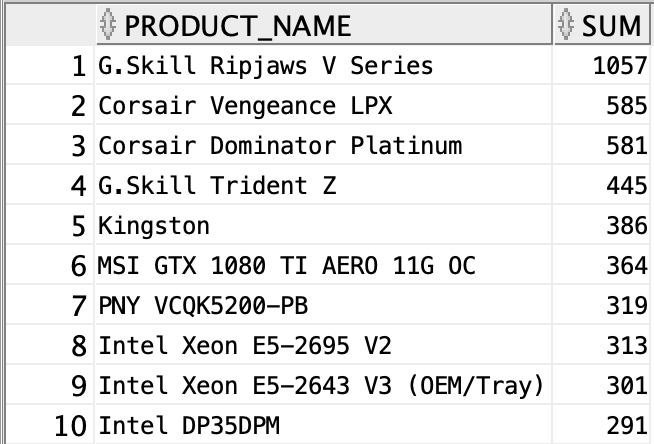 PRODUCT_NAME SUM
1 G.Skill Ripjaws V Series 1057
2 Corsair Vengeance LPX 585
3 Corsair Dominator Platinum 581
4 G.Skill Trident Z 445
5 Kingston 386
6 MSI GTX 1080 TI AERO 11G OC 364
7 PNY VCQK5200-PB 319
8 Intel Xeon E5-2695 V2 313
9 Intel Xeon E5-2643 V3 (OEM/Tray) 301
10 Intel DP35DPM 291